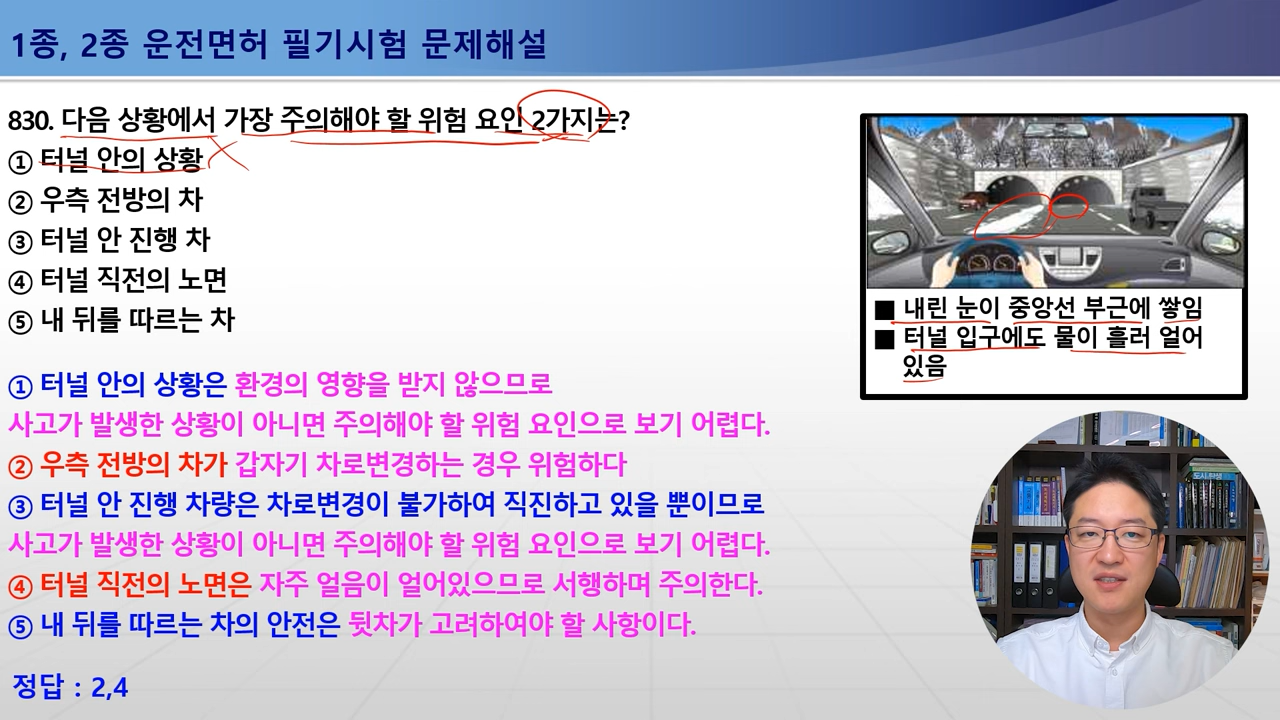 1종, 2종 운전면허 필기시험 문제해설
830. 다음 상황에서 가장 주의해야 할 위험 요인 2가지는?
① 터널 안의 상황
② 우측 전방의 차
③ 터널 안 진행 차
④ 터널 직전의 노면
⑤ 내 뒤를 따르는 차
■ 내린 눈이 중앙선 부근에 쌓임
■ 터널 입구에도 물이 흘러 얼어
있음
① 터널 안의 상황은 환경의 영향을 받지 않으므로
사고가 발생한 상황이 아니면 주의해야 할 위험 요인으로 보기 어렵다.
② 우측 전방의 차가 갑자기 차로변경하는 경우 위험하다
③ 터널 안 진행 차량은 차로변경이 불가하여 직진하고 있을 뿐이므로
사고가 발생한 상황이 아니면 주의해야 할 위험 요인으로 보기 어렵다.
④ 터널 직전의 노면은 자주 얼음이 얼어있으므로 서행하며 주의한다.
⑤ 내 뒤를 따르는 차의 안전은 뒷차가 고려하여야 할 사항이다.
정답 : 2,4